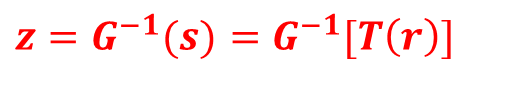 z = G⁻¹(s) = G⁻¹[T(r)]